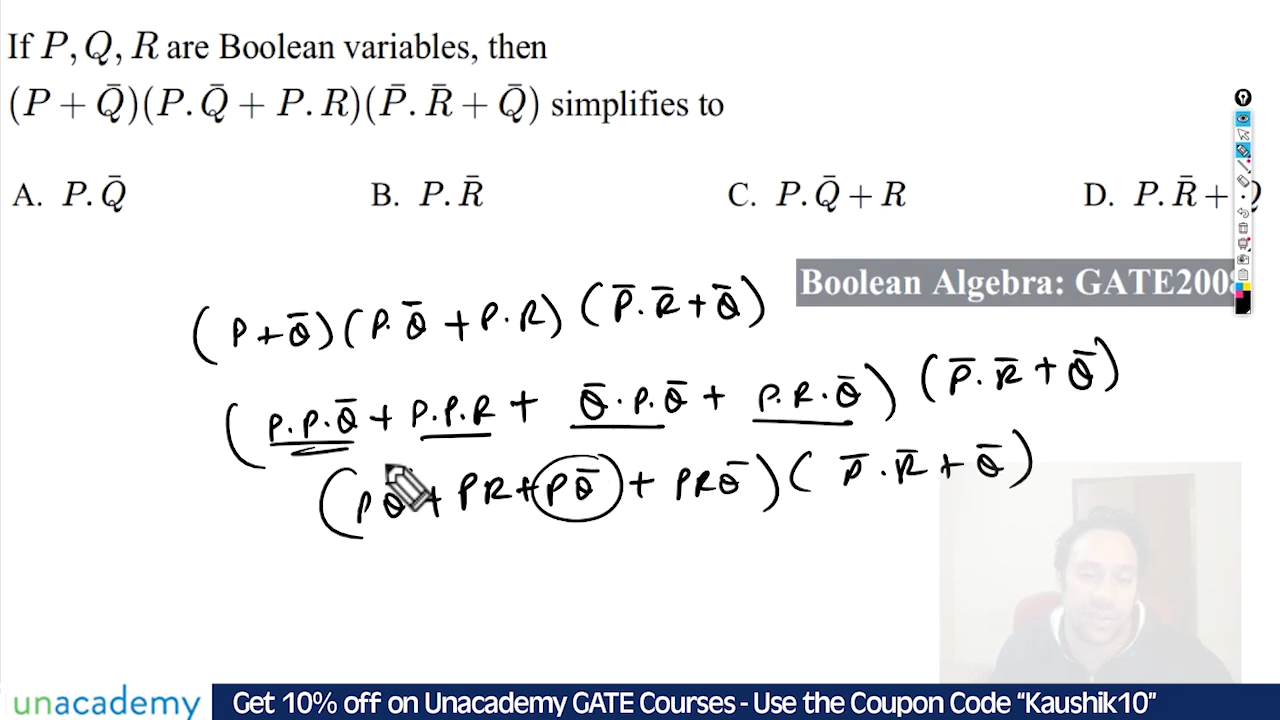 If P, Q, R are Boolean variables, then
(P + Q̄)(P.Q̄ + P.R)(P̄.R̄ + Q̄) simplifies to
A. P.Q̄ B. P.R̄ C. P.Q̄ + R D. P.R̄ +
Boolean Algebra: GATE200
(P+Q̄)(P.Q̄ + P.R) (P̄.R̄+Q̄)
(P.P.Q̄ + P.P.R + Q̄.P.Q̄ + P.R.Q̄) (P̄.R̄ + Q̄)
+ PR+PQ̄ + PRQ̄) (P̄.R̄ + Q̄)
unacademy Get 10% off on Unacademy GATE Courses - Use the Coupon Code “Kaushik10”